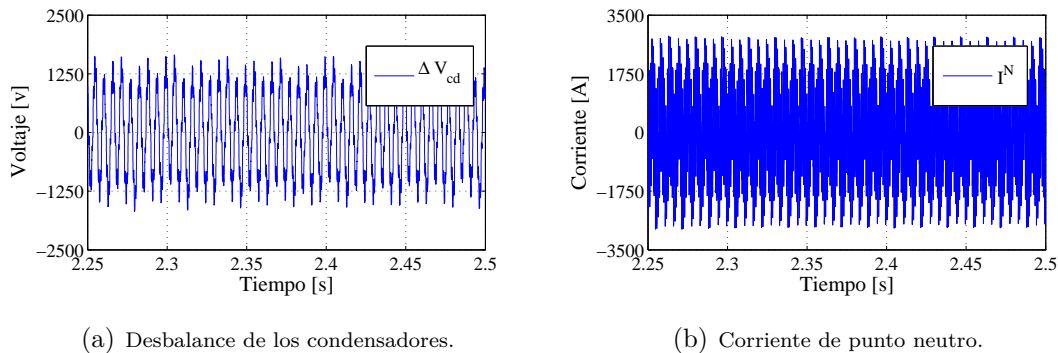 2500
1250
0
−1250
−2500
Voltaje [v]
Δ V_cd
2.25
2.3
2.35
2.4
2.45
2.5
Tiempo [s]
(a) Desbalance de los condensadores.
3500
1750
0
−1750
−3500
Corriente [A]
I^N
2.25
2.3
2.35
2.4
2.45
2.5
Tiempo [s]
(b) Corriente de punto neutro.